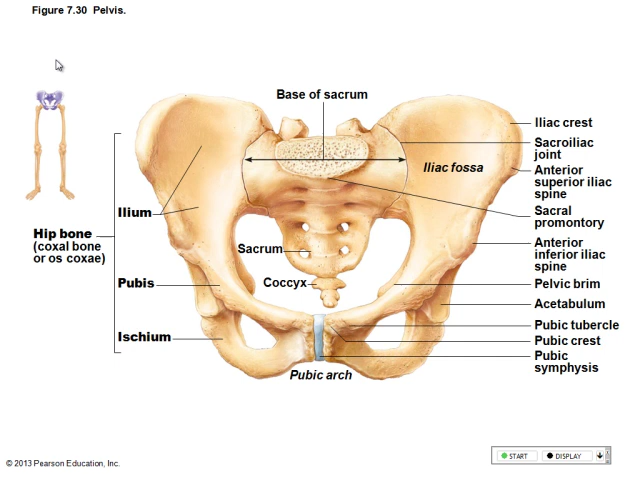 Figure 7.30 Pelvis.
Base of sacrum
Iliac crest
Sacroiliac
joint
Iliac fossa
Anterior
superior iliac
spine
Ilium
Sacral
promontory
Hip bone
(coxal bone
or os coxae)
Sacrum
Anterior
inferior iliac
spine
Pubis
Coccyx
Pelvic brim
Acetabulum
Ischium
Pubic tubercle
Pubic crest
Pubic
symphysis
Pubic arch
© 2013 Pearson Education, Inc.
START
DISPLAY